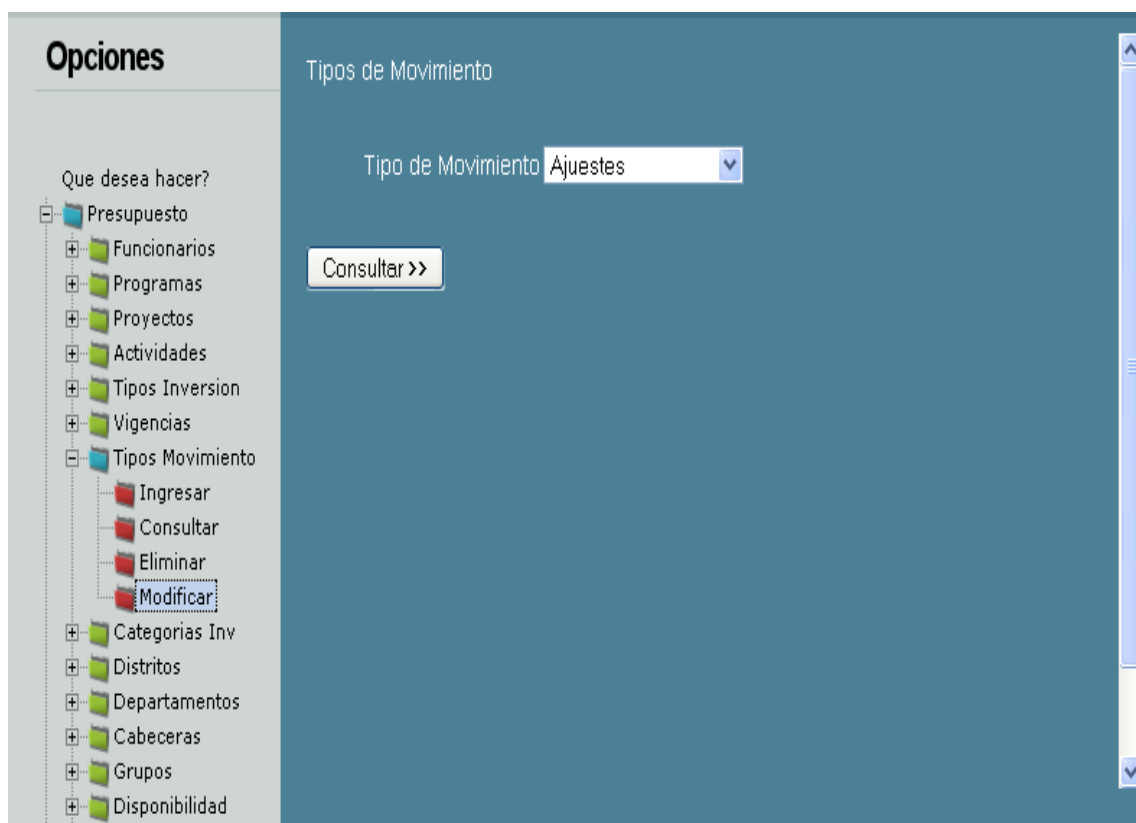 Opciones
Que desea hacer?
Presupuesto
Funcionarios
Programas
Proyectos
Actividades
Tipos Inversion
Vigencias
Tipos Movimiento
Ingresar
Consultar
Eliminar
Modificar
Categorias Inv
Distritos
Departamentos
Cabeceras
Grupos
Disponibilidad
Tipos de Movimiento
Tipo de Movimiento Ajuestes
Consultar >>